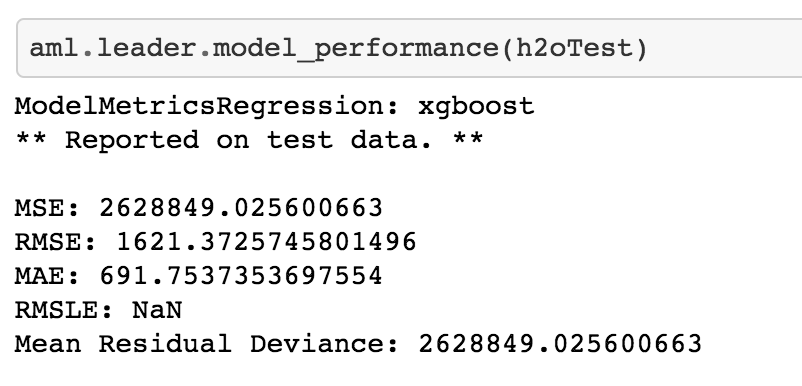 aml.leader.model_performance(h2oTest)
ModelMetricsRegression: xgboost
** Reported on test data. **
MSE: 2628849.025600663
RMSE: 1621.3725745801496
MAE: 691.7537353697554
RMSLE: NaN
Mean Residual Deviance: 2628849.025600663